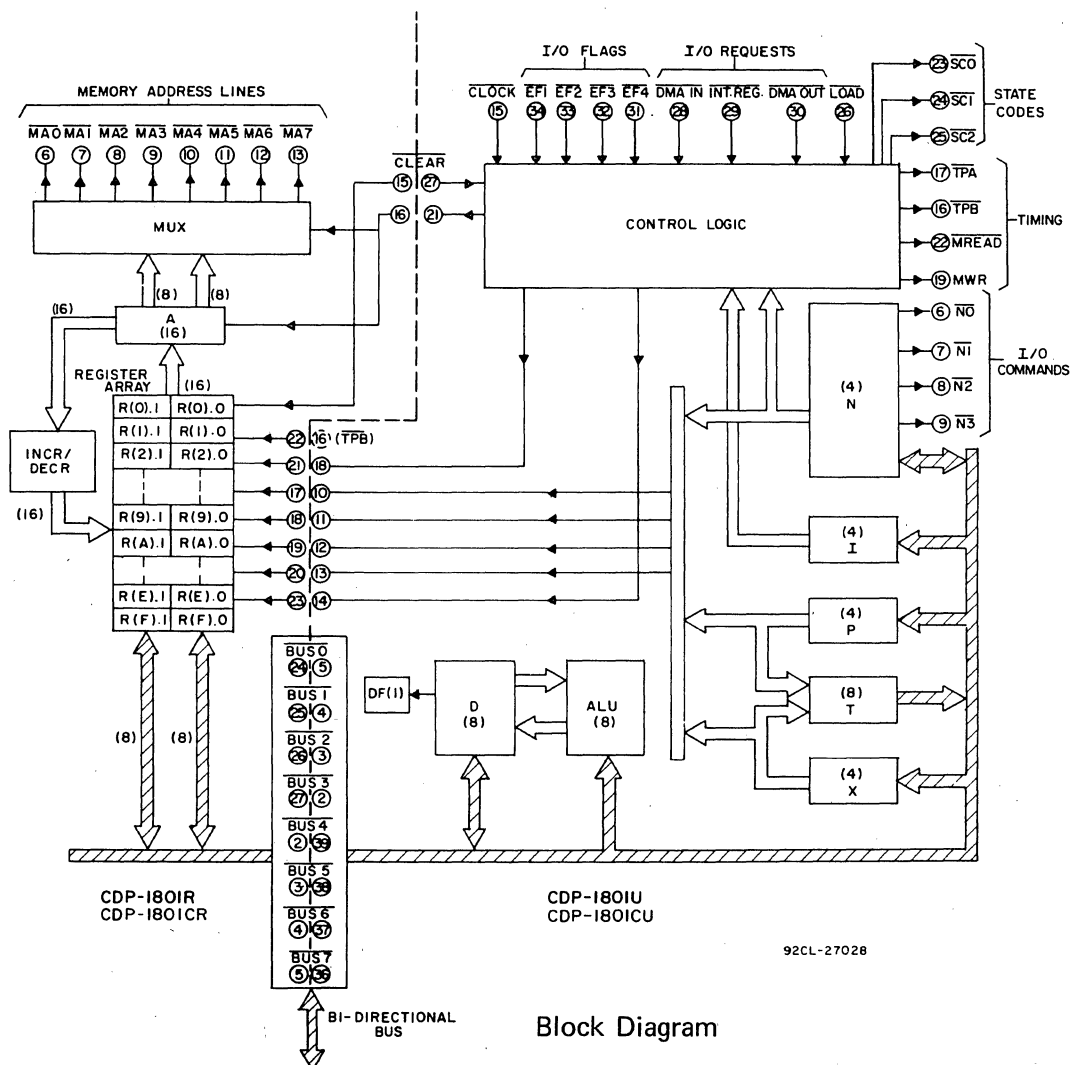 I/O FLAGS I/O REQUESTS
CLOCK EF1 EF2 EF3 EF4 DMA IN INT.REG. DMA OUT LOAD
15 34 33 32 31 28 29 30 26
23 SC0
24 SC1
25 SC2
STATE CODES
MEMORY ADDRESS LINES
MA0 MA1 MA2 MA3 MA4 MA5 MA6 MA7
6 7 8 9 10 11 12 13
CLEAR
15 27
16 21
MUX
CONTROL LOGIC
17 TPA
16 TPB
22 MREAD
19 MWR
TIMING
(8) (8)
(16)
A
(16)
REGISTER ARRAY
(16)
6 N0
7 N1
8 N2
9 N3
I/O COMMANDS
(4)
N
R(0).1 R(0).0
R(1).1 R(1).0
R(2).1 R(2).0
R(9).1 R(9).0
R(A).1 R(A).0
R(E).1 R(E).0
R(F).1 R(F).0
INCR/
DECR
(16)
22 16 (TPB)
21 18
17 10
18 11
19 12
20 13
23 14
(4)
I
(4)
P
(8)
T
(4)
X
BUS 0
24 5
BUS 1
25 4
BUS 2
26 3
BUS 3
27 2
BUS 4
2 39
BUS 5
3 38
BUS 6
4 37
BUS 7
5 36
DF(1)
D
(8)
ALU
(8)
(8) (8)
CDP-1801R
CDP-1801CR
CDP-1801U
CDP-1801CU
92CL-27028
BI-DIRECTIONAL
BUS
Block Diagram